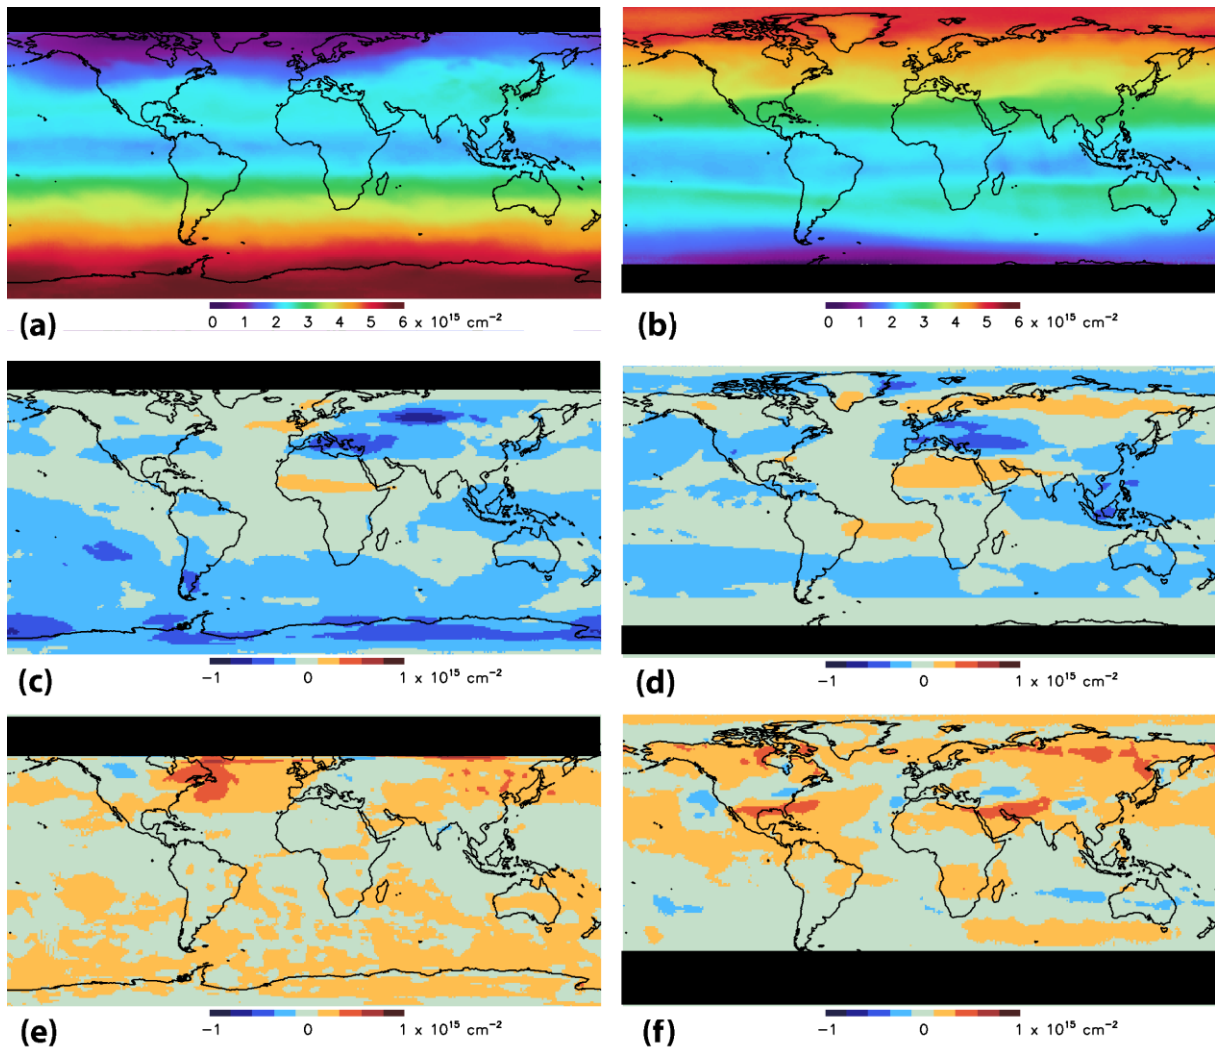 (a) 0 1 2 3 4 5 6 x 10¹⁵ cm⁻²
(b) 0 1 2 3 4 5 6 x 10¹⁵ cm⁻²
(c) −1 0 1 x 10¹⁵ cm⁻²
(d) −1 0 1 x 10¹⁵ cm⁻²
(e) −1 0 1 x 10¹⁵ cm⁻²
(f) −1 0 1 x 10¹⁵ cm⁻²